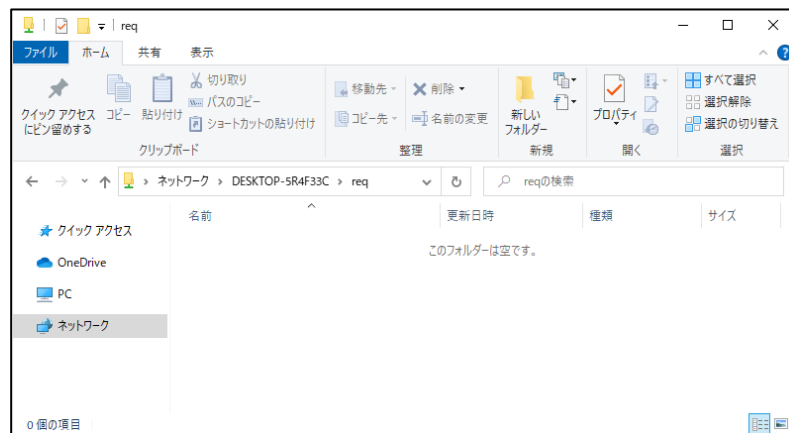 req
ファイル ホーム 共有 表示
クイック アクセス
にピン留めする
コピー
貼り付け
切り取り
パスのコピー
ショートカットの貼り付け
クリップボード
移動先
コピー先
削除
名前の変更
整理
新しい
フォルダー
新規
プロパティ
開く
すべて選択
選択解除
選択の切り替え
選択
ネットワーク › DESKTOP-5R4F33C › req
reqの検索
名前 更新日時 種類 サイズ
クイック アクセス
OneDrive
PC
ネットワーク
このフォルダーは空です。
0 個の項目